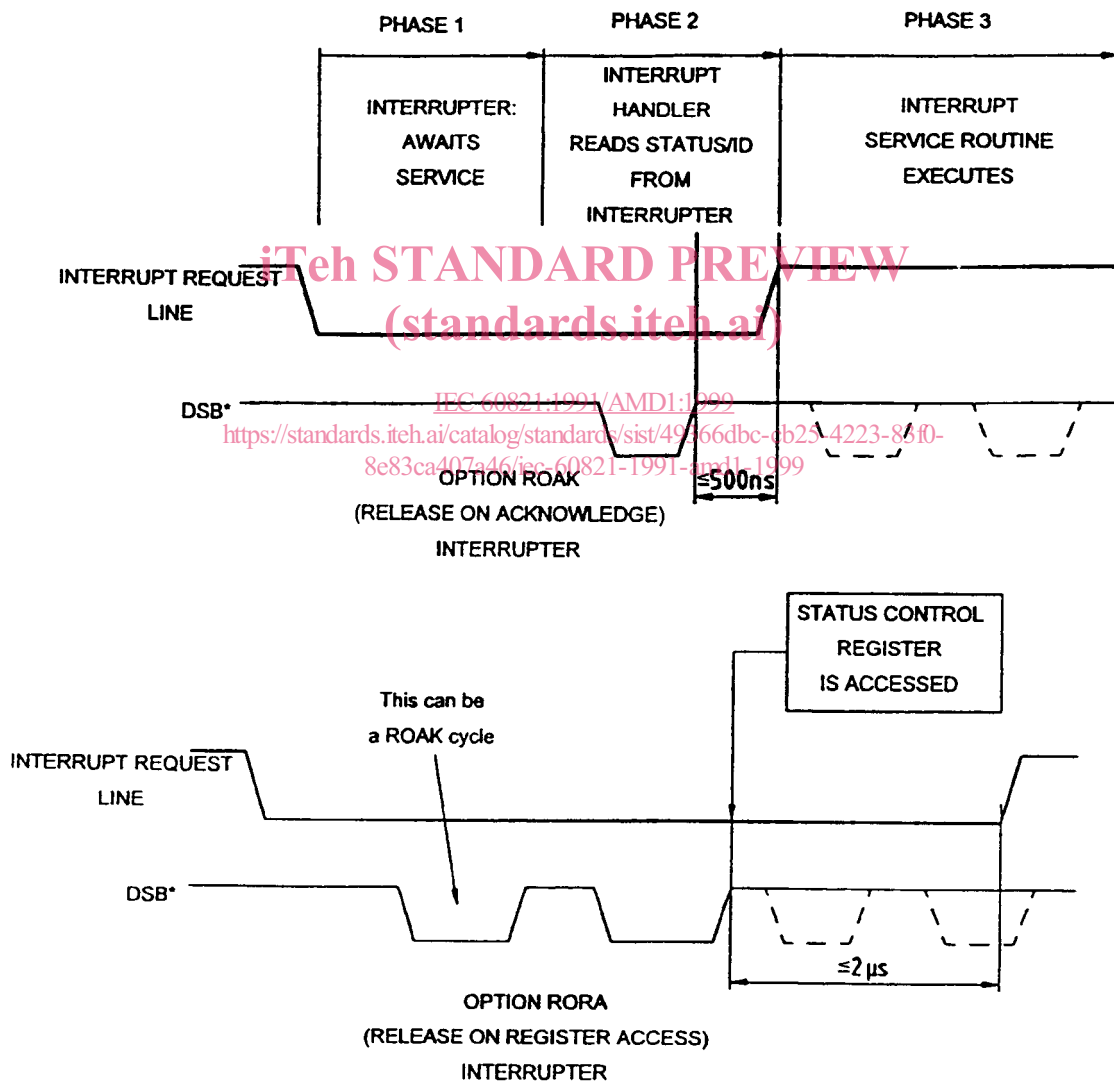 PHASE 1
PHASE 2
PHASE 3
INTERRUPTER:
AWAITS
SERVICE
INTERRUPT
HANDLER
READS STATUS/ID
FROM
INTERRUPTER
INTERRUPT
SERVICE ROUTINE
EXECUTES
iTeh STANDARD PREVIEW
(standards.iteh.ai)
INTERRUPT REQUEST
LINE
DSB*
IEC 60821:1991/AMD1:1999
https://standards.iteh.ai/catalog/standards/sist/49366dbc-cb25-4223-83f0-
8e83ca407a46/iec-60821-1991-amd1-1999
≤500ns
OPTION ROAK
(RELEASE ON ACKNOWLEDGE)
INTERRUPTER
STATUS CONTROL
REGISTER
IS ACCESSED
This can be
a ROAK cycle
INTERRUPT REQUEST
LINE
DSB*
≤2 µs
OPTION RORA
(RELEASE ON REGISTER ACCESS)
INTERRUPTER